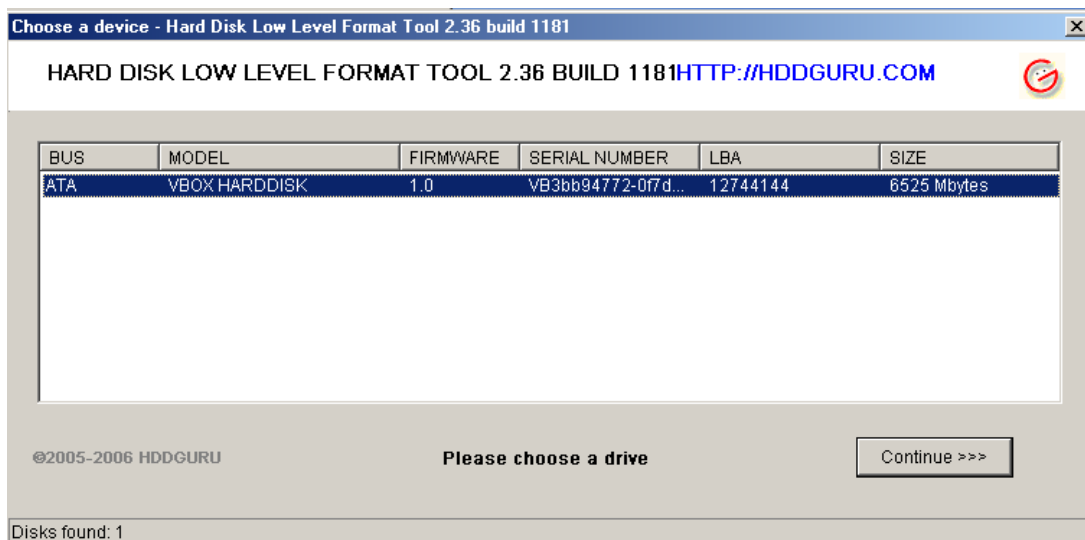 Choose a device - Hard Disk Low Level Format Tool 2.36 build 1181
HARD DISK LOW LEVEL FORMAT TOOL 2.36 BUILD 1181HTTP://HDDGURU.COM
BUS MODEL FIRMWARE SERIAL NUMBER LBA SIZE
ATA VBOX HARDDISK 1.0 VB3bb94772-0f7d... 12744144 6525 Mbytes
©2005-2006 HDDGURU Please choose a drive Continue >>>
Disks found: 1